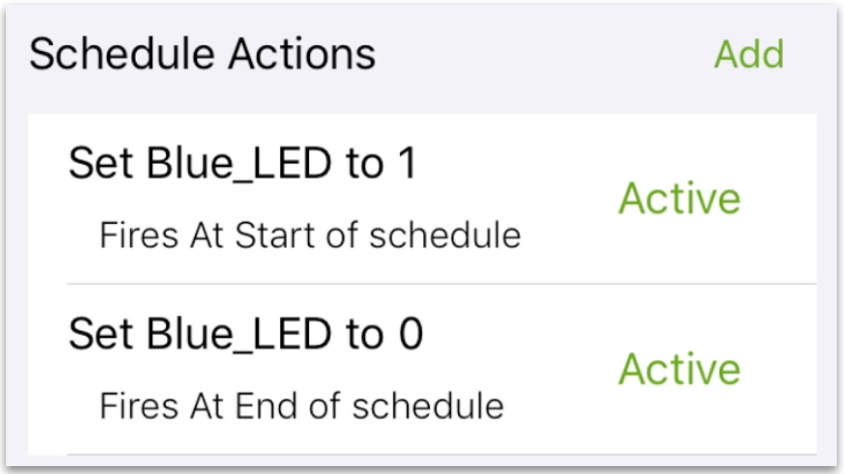 Schedule Actions Add
Set Blue_LED to 1
Active
Fires At Start of schedule
Set Blue_LED to 0
Active
Fires At End of schedule